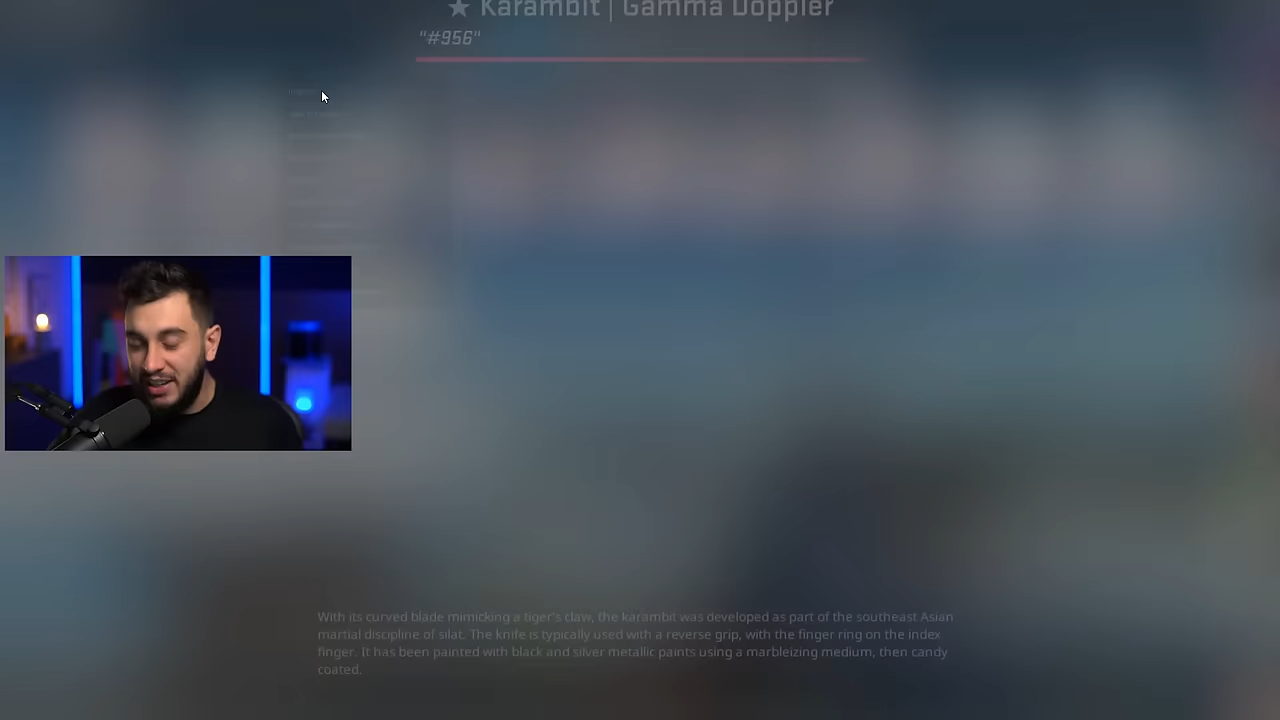 ★ Karambit | Gamma Doppler
"#956"
With its curved blade mimicking a tiger's claw, the karambit was developed as part of the southeast Asian
martial discipline of silat. The knife is typically used with a reverse grip, with the finger ring on the index
finger. It has been painted with black and silver metallic paints using a marbleizing medium, then candy
coated.